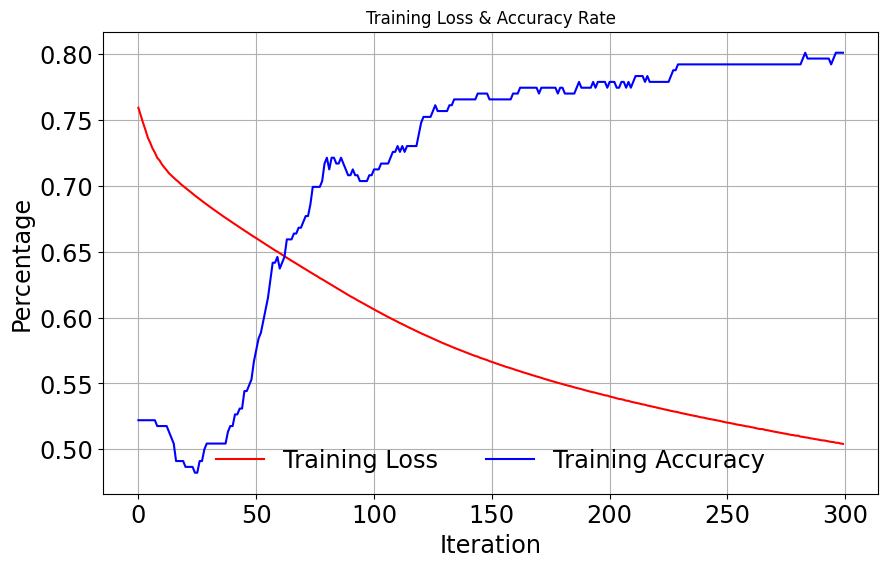 Training Loss & Accuracy Rate
0.80
0.75
0.70
0.65
0.60
0.55
0.50
Percentage
Training Loss
Training Accuracy
0 50 100 150 200 250 300
Iteration